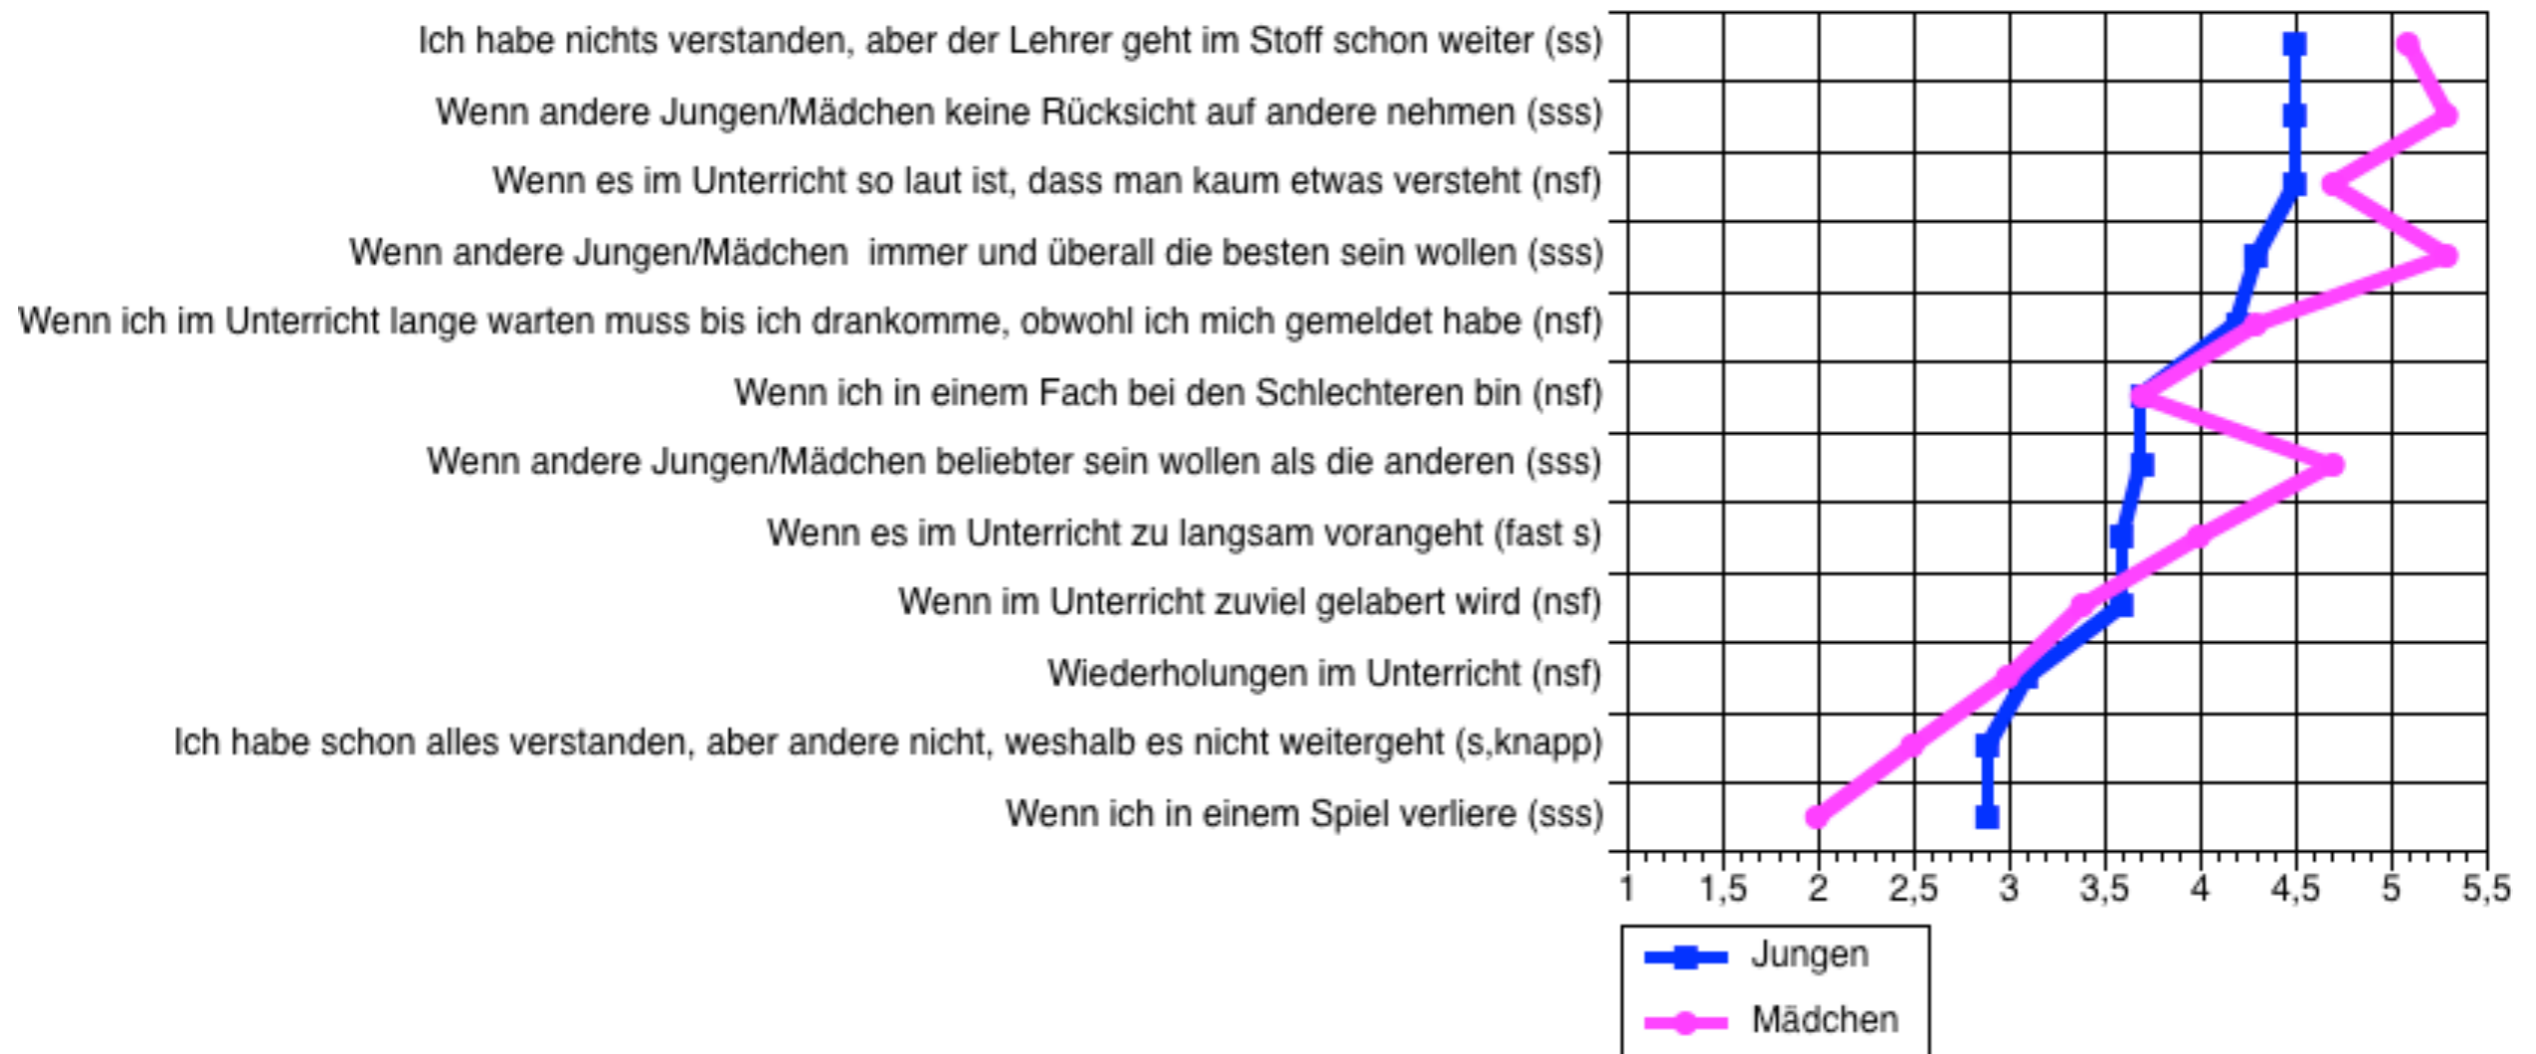 Ich habe nichts verstanden, aber der Lehrer geht im Stoff schon weiter (ss)
Wenn andere Jungen/Mädchen keine Rücksicht auf andere nehmen (sss)
Wenn es im Unterricht so laut ist, dass man kaum etwas versteht (nsf)
Wenn andere Jungen/Mädchen  immer und überall die besten sein wollen (sss)
Wenn ich im Unterricht lange warten muss bis ich drankomme, obwohl ich mich gemeldet habe (nsf)
Wenn ich in einem Fach bei den Schlechteren bin (nsf)
Wenn andere Jungen/Mädchen beliebter sein wollen als die anderen (sss)
Wenn es im Unterricht zu langsam vorangeht (fast s)
Wenn im Unterricht zuviel gelabert wird (nsf)
Wiederholungen im Unterricht (nsf)
Ich habe schon alles verstanden, aber andere nicht, weshalb es nicht weitergeht (s,knapp)
Wenn ich in einem Spiel verliere (sss)
1 1,5 2 2,5 3 3,5 4 4,5 5 5,5
Jungen
Mädchen